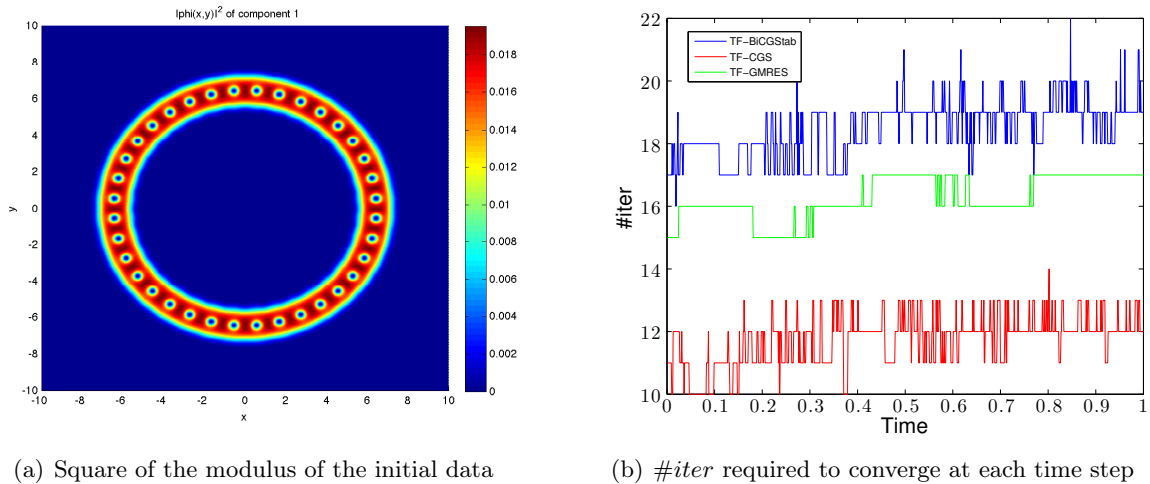 |phi(x,y)|² of component 1
10
8
6
4
2
0
-2
-4
-6
-8
-10
y
-10 -8 -6 -4 -2 0 2 4 6 8 10
x
0.018
0.016
0.014
0.012
0.01
0.008
0.006
0.004
0.002
0
22
20
18
16
14
12
10
#iter
TF-BiCGStab
TF-CGS
TF-GMRES
0 0.1 0.2 0.3 0.4 0.5 0.6 0.7 0.8 0.9 1
Time
(a) Square of the modulus of the initial data
(b) #iter required to converge at each time step